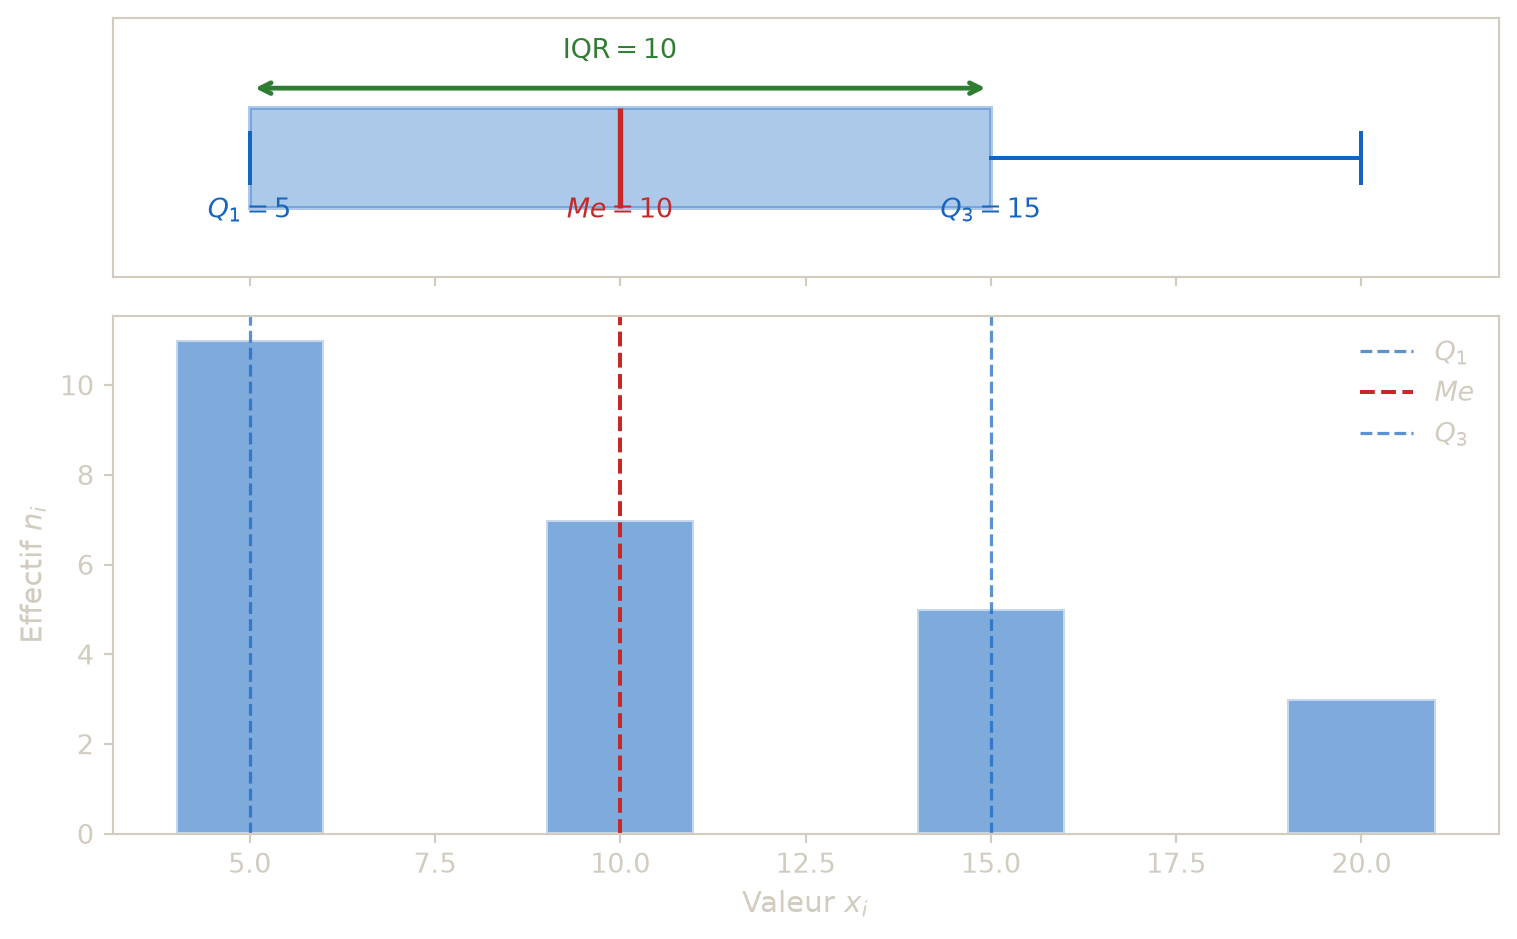 IQR = 10
Q₁ = 5
Me = 10
Q₃ = 15
Q₁
Me
Q₃
Effectif nᵢ
10
8
6
4
2
0
5.0 7.5 10.0 12.5 15.0 17.5 20.0
Valeur xᵢ